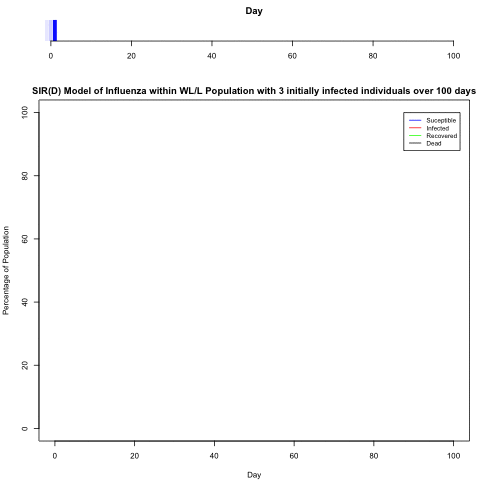 Day
0 20 40 60 80 100
SIR(D) Model of Influenza within WL/L Population with 3 initially infected individuals over 100 days
100
80
60
40
20
0
Percentage of Population
Suceptible
Infected
Recovered
Dead
0 20 40 60 80 100
Day